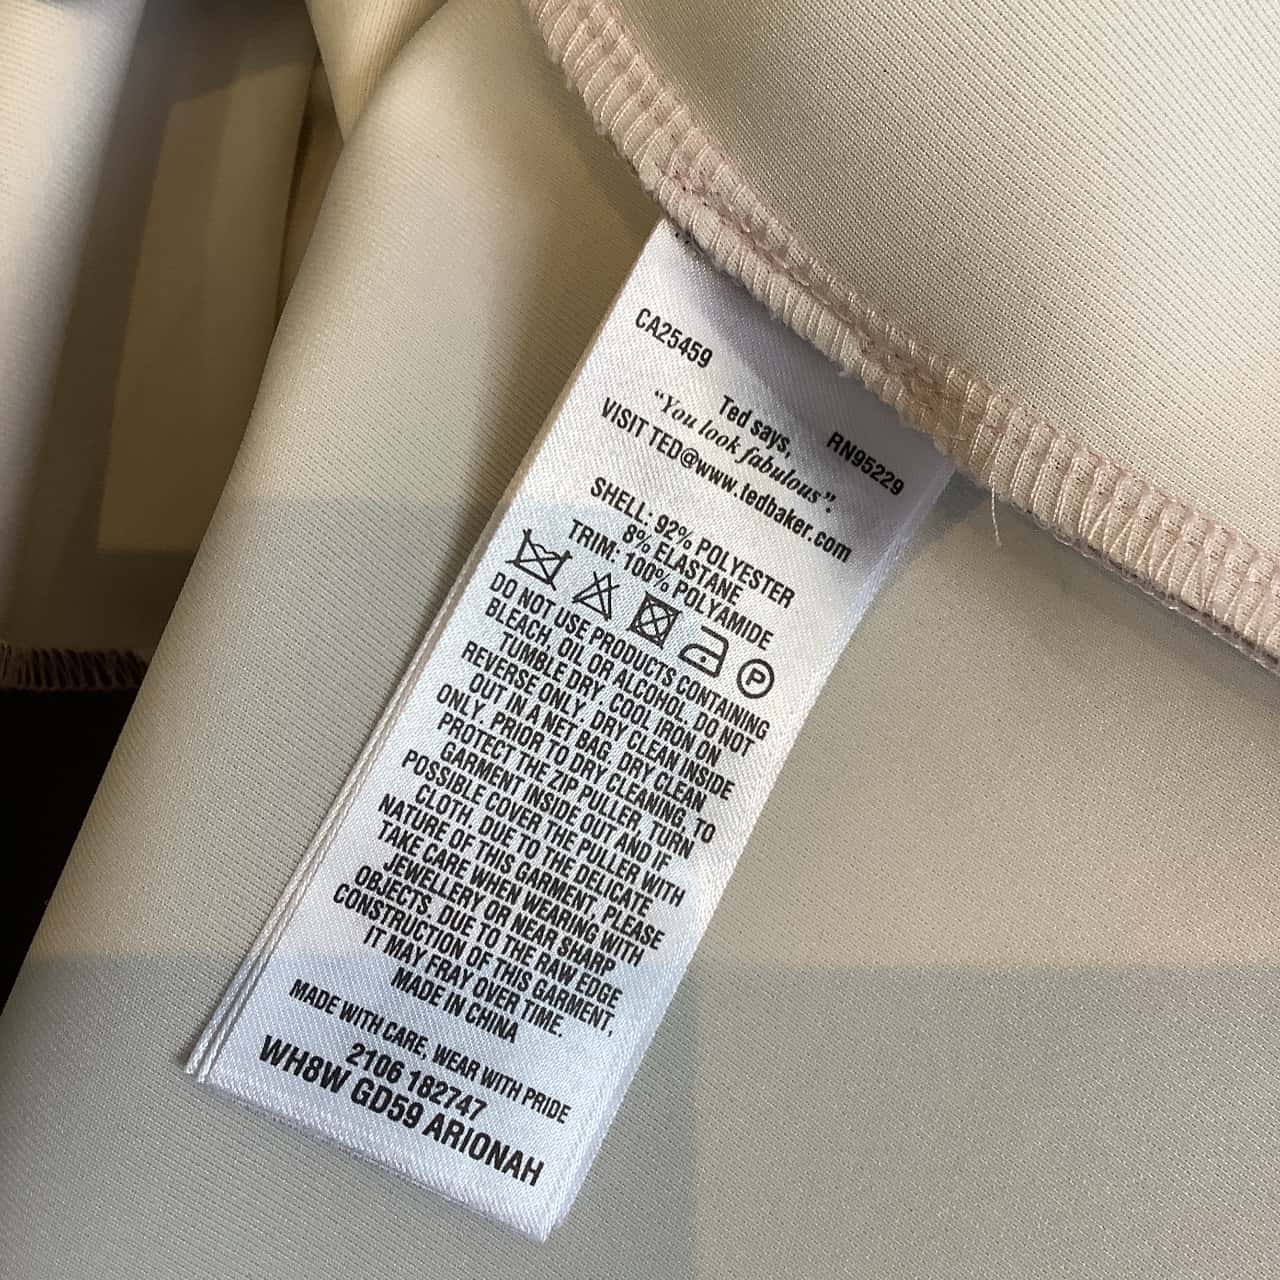 CA25459
RN95229
Ted says,
“You look fabulous”.
VISIT TED@www.tedbaker.com
SHELL: 92% POLYESTER
8% ELASTANE
TRIM: 100% POLYAMIDE
P
DO NOT USE PRODUCTS CONTAINING
BLEACH, OIL OR ALCOHOL, DO NOT
TUMBLE DRY, COOL IRON ON
REVERSE ONLY, DRY CLEAN INSIDE
OUT IN A NET BAG, DRY CLEAN
ONLY, PRIOR TO DRY CLEANING, TO
PROTECT THE ZIP PULLER, TURN
GARMENT INSIDE OUT AND IF
POSSIBLE COVER THE PULLER WITH
CLOTH, DUE TO THE DELICATE
NATURE OF THIS GARMENT, PLEASE
TAKE CARE WHEN WEARING WITH
JEWELLERY OR NEAR SHARP
OBJECTS. DUE TO THE RAW EDGE
CONSTRUCTION OF THIS GARMENT,
IT MAY FRAY OVER TIME.
MADE IN CHINA
MADE WITH CARE, WEAR WITH PRIDE
2106 182747
WH8W GD59 ARIONAH